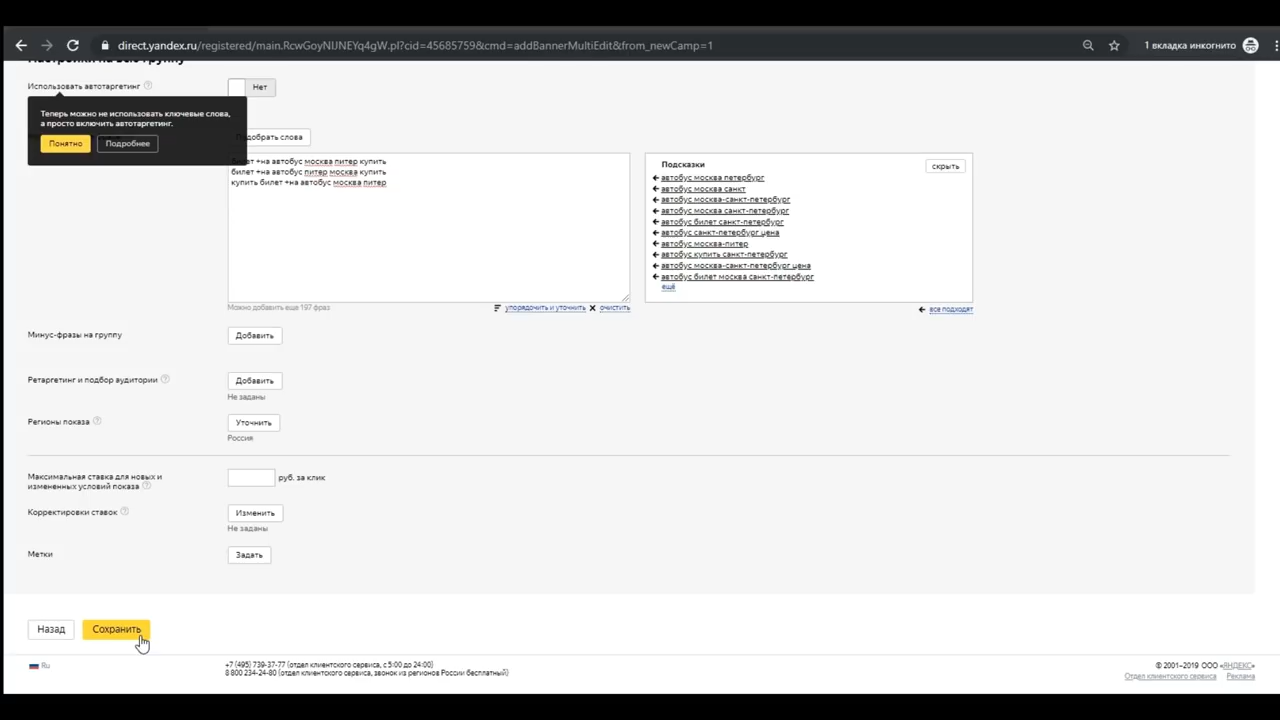 direct.yandex.ru/registered/main.RcwGoyNIJNEYq4gW.pl?cid=45685759&cmd=addBannerMultiEdit&from_newCamp=1
1 вкладка инкогнито
Настройки на всю группу
Использовать автотаргетинг
Нет
Теперь можно не использовать ключевые слова,
а просто включить автотаргетинг.
Понятно
Подробнее
Подобрать слова
билет +на автобус москва питер купить
билет +на автобус питер москва купить
купить билет +на автобус москва питер
Можно добавить еще 197 фраз
упорядочить и уточнить
очистить
Подсказки
скрыть
автобус москва петербург
автобус москва санкт
автобус москва-санкт-петербург
автобус москва санкт-петербург
автобус билет санкт-петербург
автобус санкт-петербург цена
автобус москва-питер
автобус купить санкт-петербург
автобус москва-санкт-петербург цена
автобус билет москва санкт-петербург
ещё
все подходят
Минус-фразы на группу
Добавить
Ретаргетинг и подбор аудитории
Добавить
Не заданы
Регионы показа
Уточнить
Россия
Максимальная ставка для новых и
измененных условий показа
руб. за клик
Корректировки ставок
Изменить
Не заданы
Метки
Задать
Назад
Сохранить
Ru
+7 (495) 739-37-77 (отдел клиентского сервиса, с 5:00 до 24:00)
8 800 234-24-80 (отдел клиентского сервиса, звонок из регионов России бесплатный)
© 2001–2019 ООО «ЯНДЕКС»
Отдел клиентского сервиса
Реклама